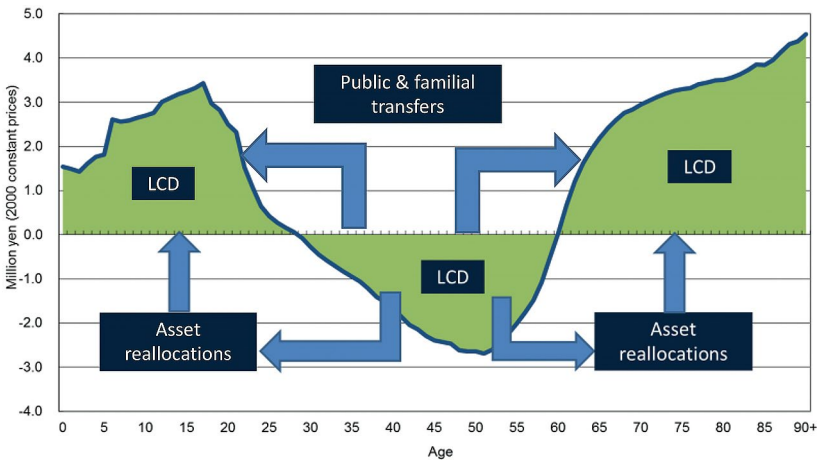 5.0
4.0
3.0
2.0
1.0
0.0
-1.0
-2.0
-3.0
-4.0
Million yen (2000 constant prices)
Public & familial
transfers
LCD
LCD
LCD
Asset
reallocations
Asset
reallocations
0 5 10 15 20 25 30 35 40 45 50 55 60 65 70 75 80 85 90+
Age